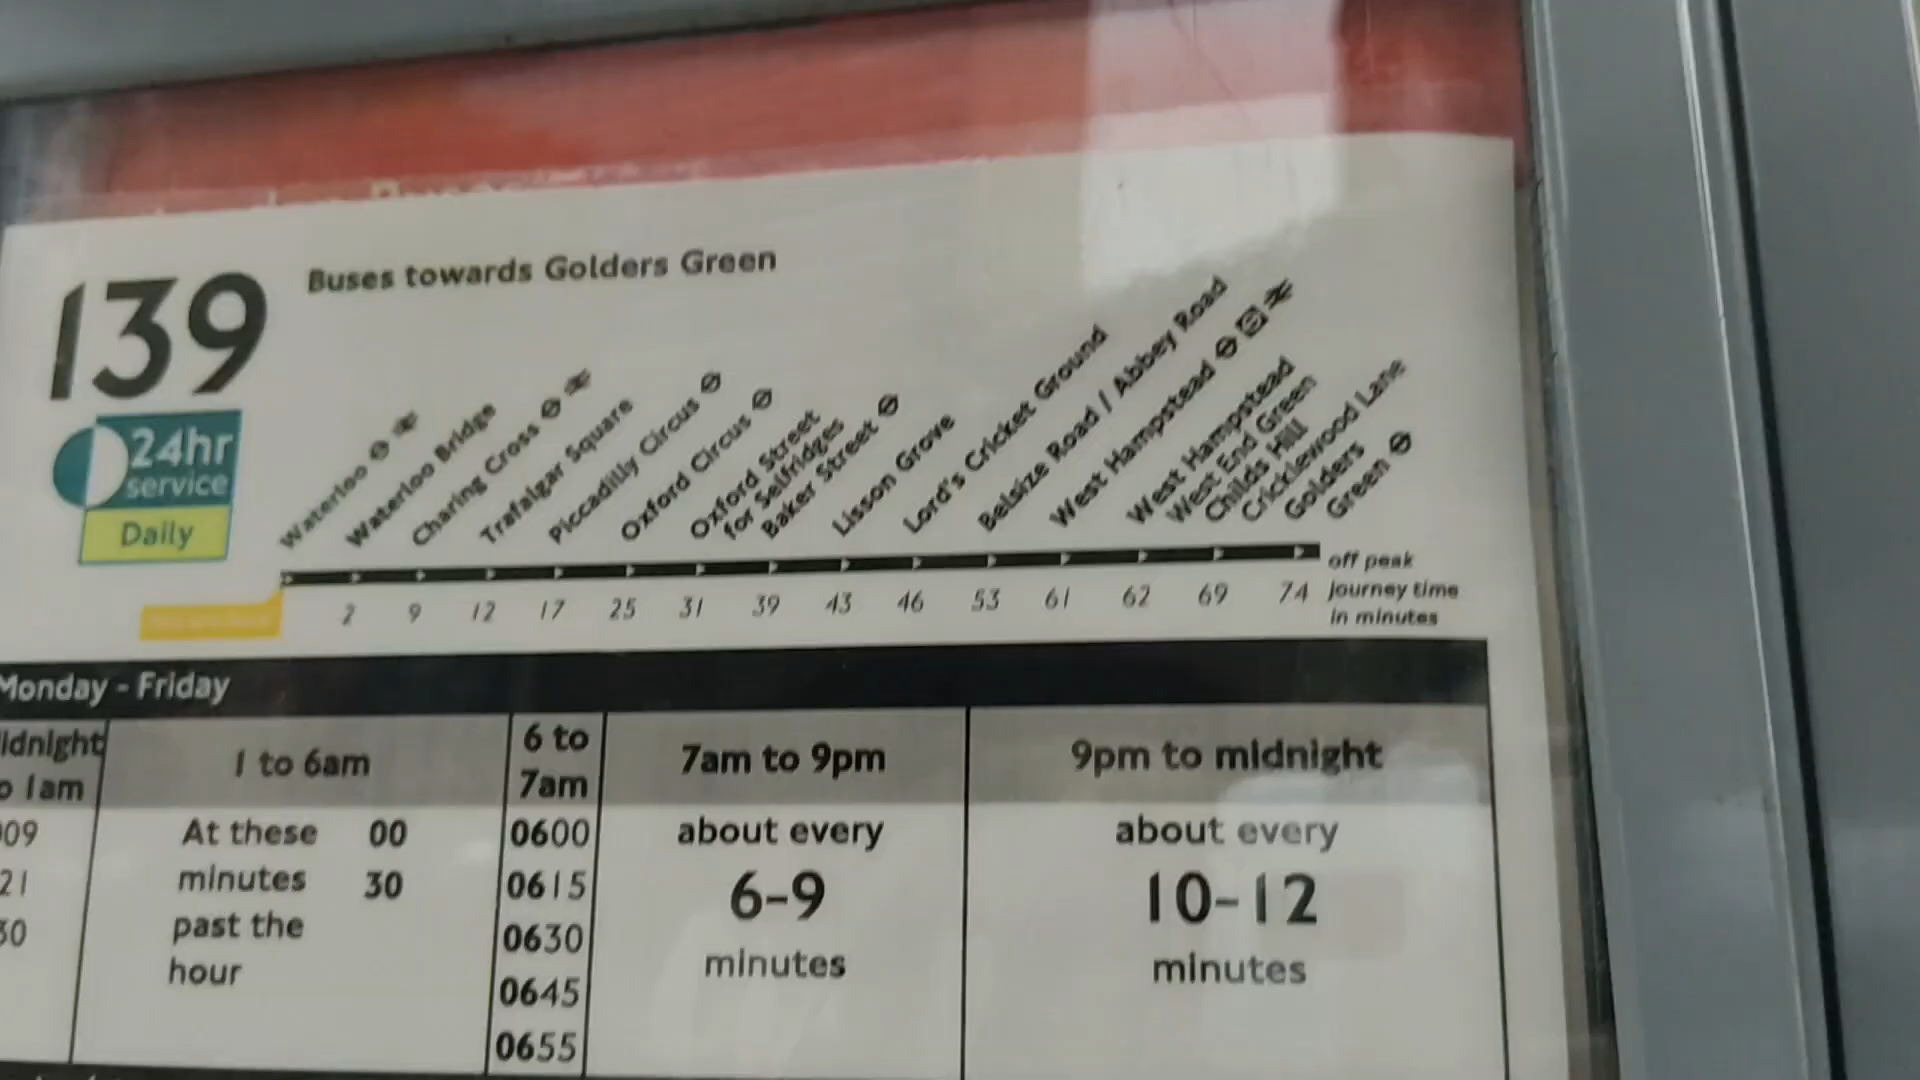 139
Buses towards Golders Green
24hr
service
Daily
Waterloo
Waterloo Bridge
Charing Cross
Trafalgar Square
Piccadilly Circus
Oxford Circus
Oxford Street
for Selfridges
Baker Street
Lisson Grove
Lord's Cricket Ground
Belsize Road / Abbey Road
West Hampstead
West Hampstead
West End Green
Childs Hill
Cricklewood Lane
Golders
Green
2 9 12 17 25 31 39 43 46 53 61 62 69 74
off peak
journey time
in minutes
Monday - Friday
1 to 6am
At these
minutes
past the
hour
00
30
6 to
7am
0600
0615
0630
0645
0655
7am to 9pm
about every
6-9
minutes
9pm to midnight
about every
10-12
minutes
1am
09
21
30